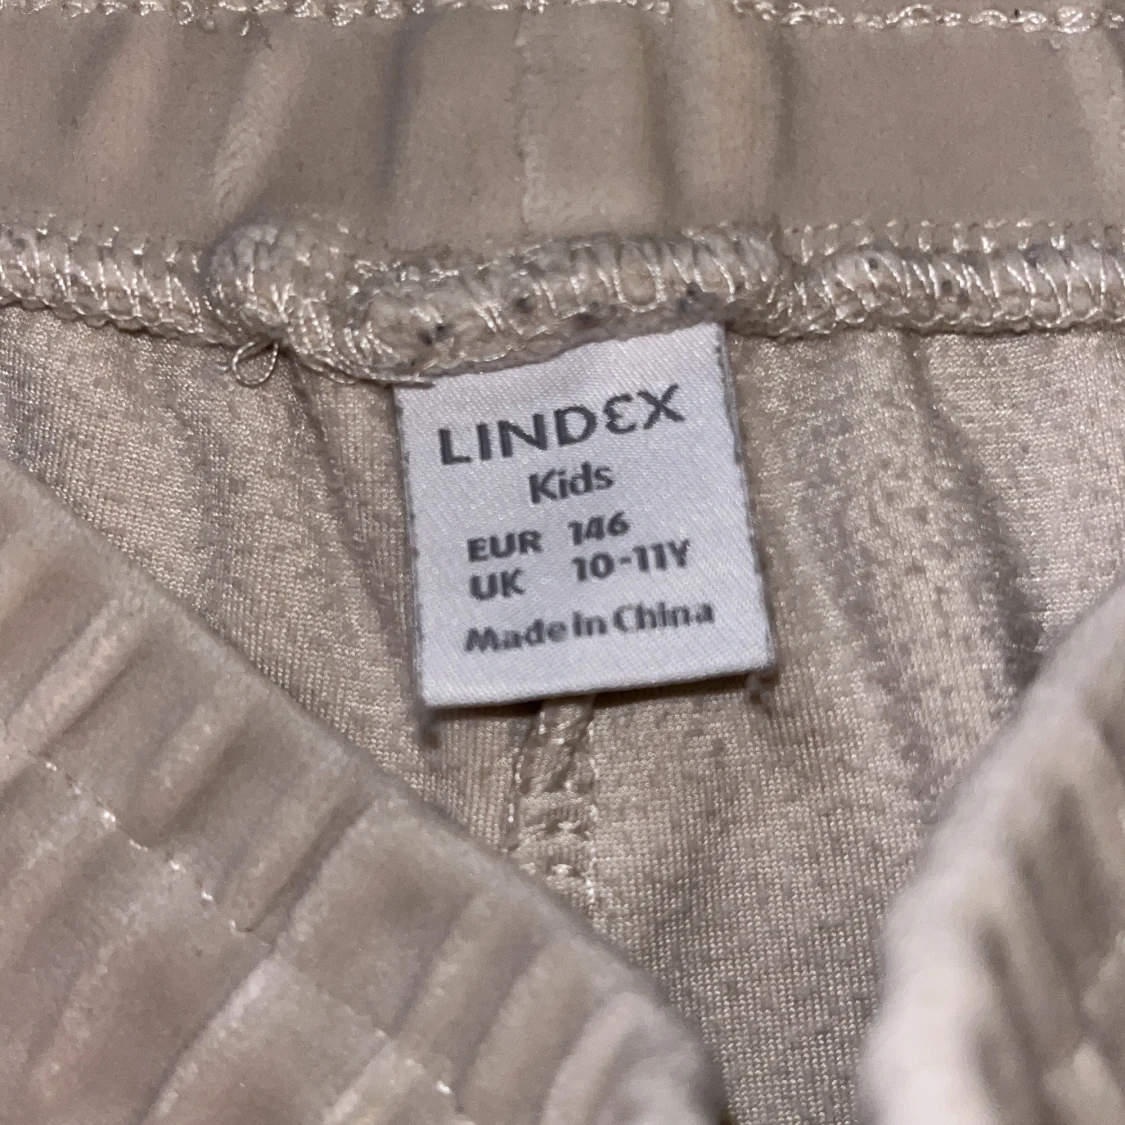 LINDEX
Kids
EUR 146
UK 10-11Y
Made in China